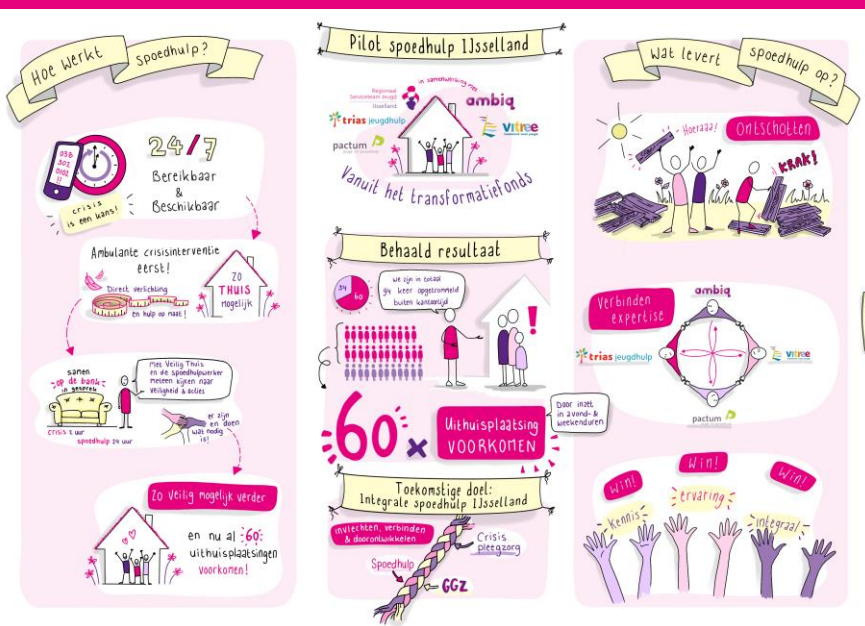 Hoe werkt spoedhulp?
24/7
Bereikbaar
&
Beschikbaar
crisis
is een kans!
Ambulante crisisinterventie
eerst!
Direct verlichting
en hulp op maat!
ZO
THUIS
mogelijk
samen
op de bank
in gesprek
Met Veilig Thuis
en de spoedhulpwerker
meteen kijken naar
veiligheid & acties
crisis 2 uur
spoedhulp 24 uur
er zijn
en doen
wat nodig
is!
Zo veilig mogelijk verder
en nu al 60
uithuisplaatsingen
voorkomen!
Pilot spoedhulp IJsselland
in samenwerking met
Regionaal
Serviceteam Jeugd
IJsselland
ambiq
trias jeugdhulp
vitree
pactum
Vanuit het transformatiefonds
Behaald resultaat
34
60
we zijn in totaal
94 keer opgetrommeld
buiten kantoortijd
!
60 x
Uithuisplaatsing
VOORKOMEN
Door inzet
in avond- &
weekenduren
Toekomstige doel:
Integrale spoedhulp IJsselland
invlechten, verbinden
& doorontwikkelen
Crisis
pleegzorg
Spoedhulp
GGZ
Wat levert spoedhulp op?
Hoeraaa!
Ontschotten
KRAK!
Verbinden
expertise
ambiq
trias jeugdhulp
vitree
pactum
Win!
Win!
Win!
kennis
ervaring
integraal